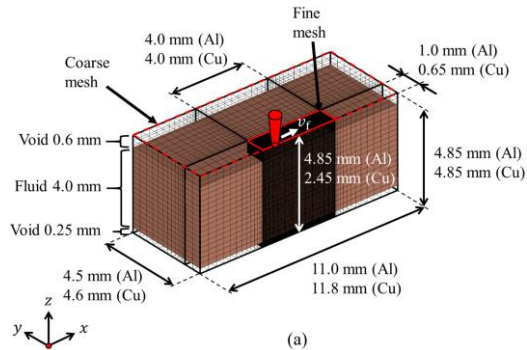 4.0 mm (Al)
4.0 mm (Cu)
Fine
mesh
1.0 mm (Al)
0.65 mm (Cu)
Coarse
mesh
Void 0.6 mm
Fluid 4.0 mm
Void 0.25 mm
v_f
4.85 mm (Al)
2.45 mm (Cu)
4.85 mm (Al)
4.85 mm (Cu)
4.5 mm (Al)
4.6 mm (Cu)
11.0 mm (Al)
11.8 mm (Cu)
z
y
x
(a)